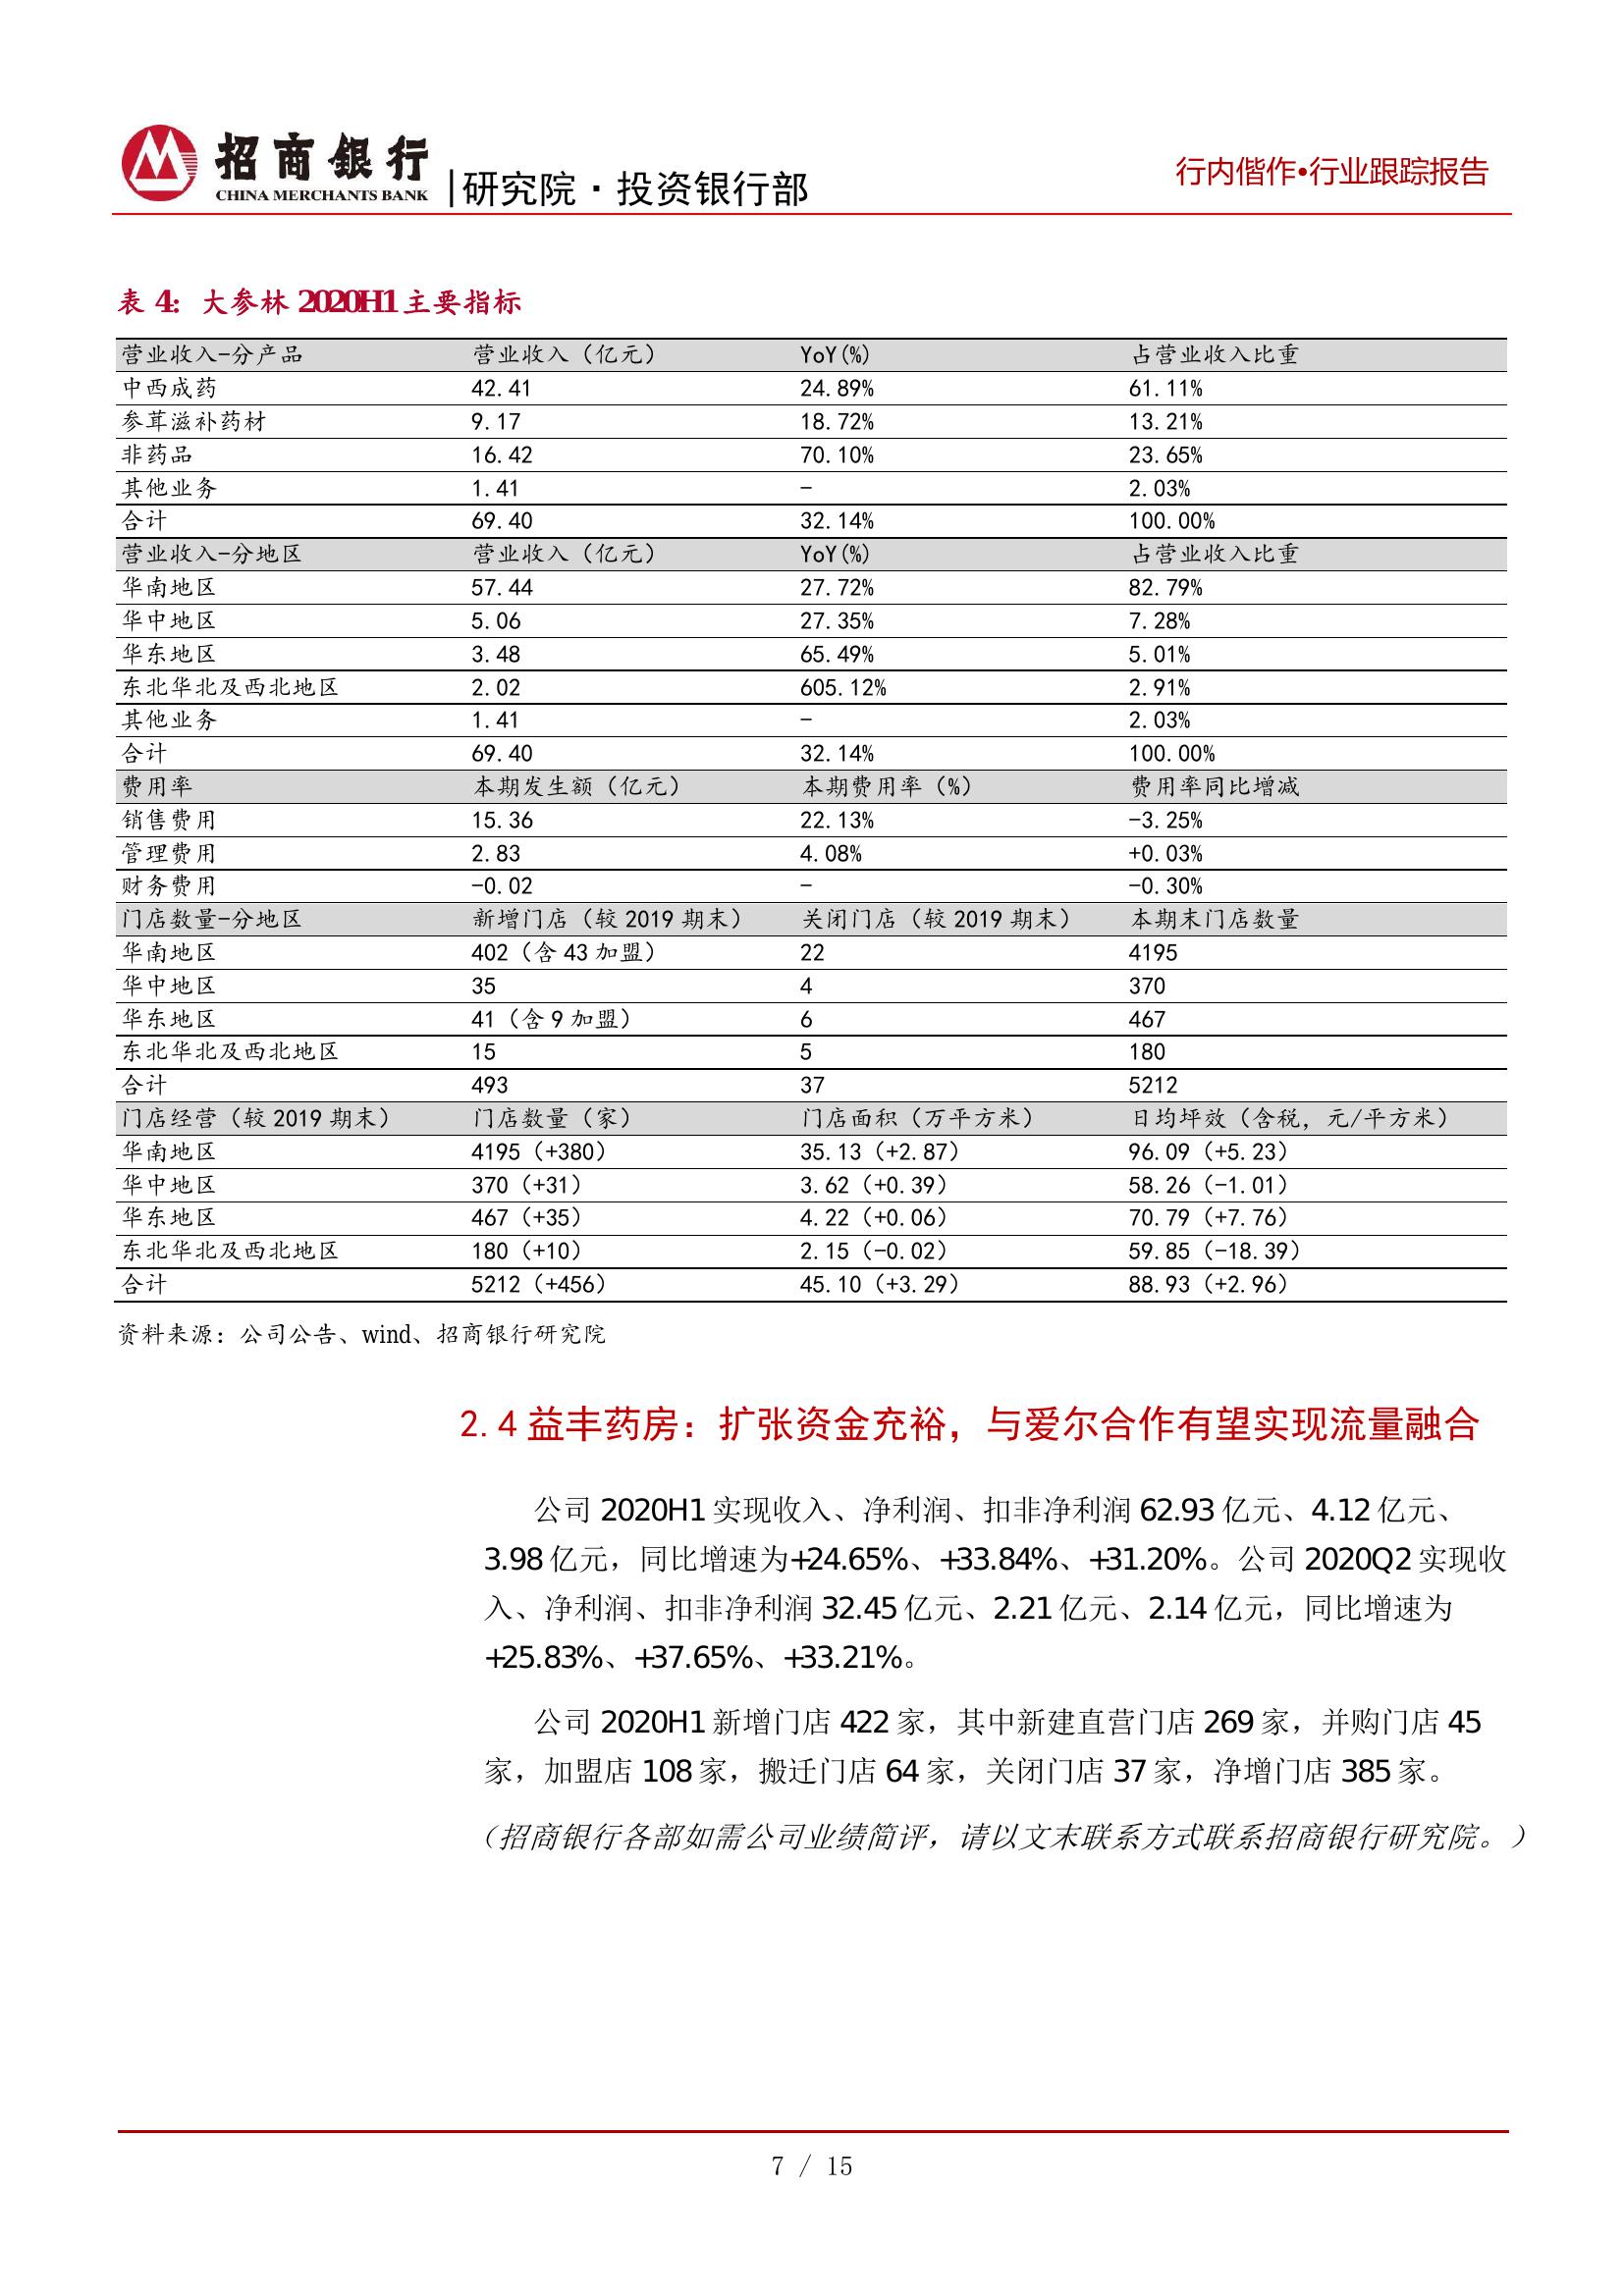 招商银行
CHINA MERCHANTS BANK
|研究院·投资银行部
行内偕作•行业跟踪报告
表 4：大参林 2020H1 主要指标
营业收入-分产品 营业收入（亿元） YoY(%) 占营业收入比重
中西成药 42.41 24.89% 61.11%
参茸滋补药材 9.17 18.72% 13.21%
非药品 16.42 70.10% 23.65%
其他业务 1.41 - 2.03%
合计 69.40 32.14% 100.00%
营业收入-分地区 营业收入（亿元） YoY(%) 占营业收入比重
华南地区 57.44 27.72% 82.79%
华中地区 5.06 27.35% 7.28%
华东地区 3.48 65.49% 5.01%
东北华北及西北地区 2.02 605.12% 2.91%
其他业务 1.41 - 2.03%
合计 69.40 32.14% 100.00%
费用率 本期发生额（亿元） 本期费用率（%） 费用率同比增减
销售费用 15.36 22.13% -3.25%
管理费用 2.83 4.08% +0.03%
财务费用 -0.02 - -0.30%
门店数量-分地区 新增门店（较 2019 期末） 关闭门店（较 2019 期末） 本期末门店数量
华南地区 402（含 43 加盟） 22 4195
华中地区 35 4 370
华东地区 41（含 9 加盟） 6 467
东北华北及西北地区 15 5 180
合计 493 37 5212
门店经营（较 2019 期末） 门店数量（家） 门店面积（万平方米） 日均坪效（含税，元/平方米）
华南地区 4195（+380） 35.13（+2.87） 96.09（+5.23）
华中地区 370（+31） 3.62（+0.39） 58.26（-1.01）
华东地区 467（+35） 4.22（+0.06） 70.79（+7.76）
东北华北及西北地区 180（+10） 2.15（-0.02） 59.85（-18.39）
合计 5212（+456） 45.10（+3.29） 88.93（+2.96）
资料来源：公司公告、wind、招商银行研究院
2.4 益丰药房：扩张资金充裕，与爱尔合作有望实现流量融合
公司 2020H1 实现收入、净利润、扣非净利润 62.93 亿元、4.12 亿元、
3.98 亿元，同比增速为+24.65%、+33.84%、+31.20%。公司 2020Q2 实现收
入、净利润、扣非净利润 32.45 亿元、2.21 亿元、2.14 亿元，同比增速为
+25.83%、+37.65%、+33.21%。
公司 2020H1 新增门店 422 家，其中新建直营门店 269 家，并购门店 45
家，加盟店 108 家，搬迁门店 64 家，关闭门店 37 家，净增门店 385 家。
（招商银行各部如需公司业绩简评，请以文末联系方式联系招商银行研究院。）
7 / 15